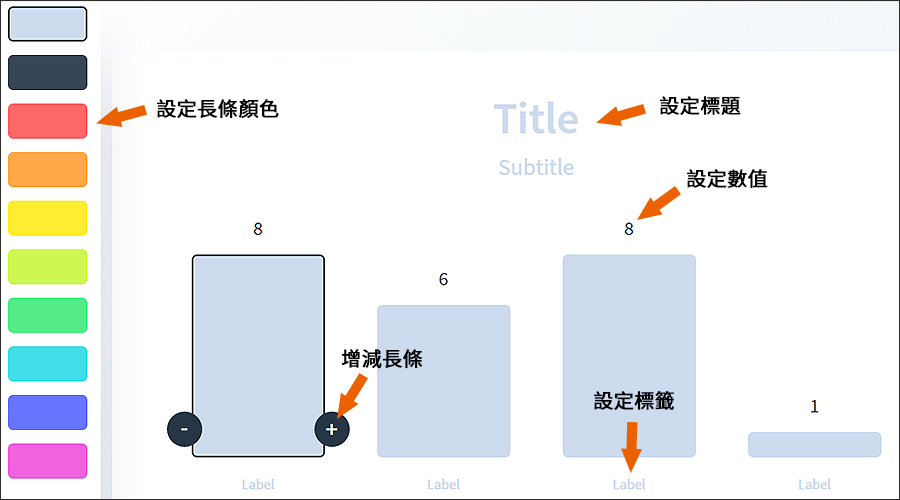 設定長條顏色
Title
設定標題
Subtitle
設定數值
8
6
8
1
增減長條
設定標籤
-
+
Label
Label
Label
Label